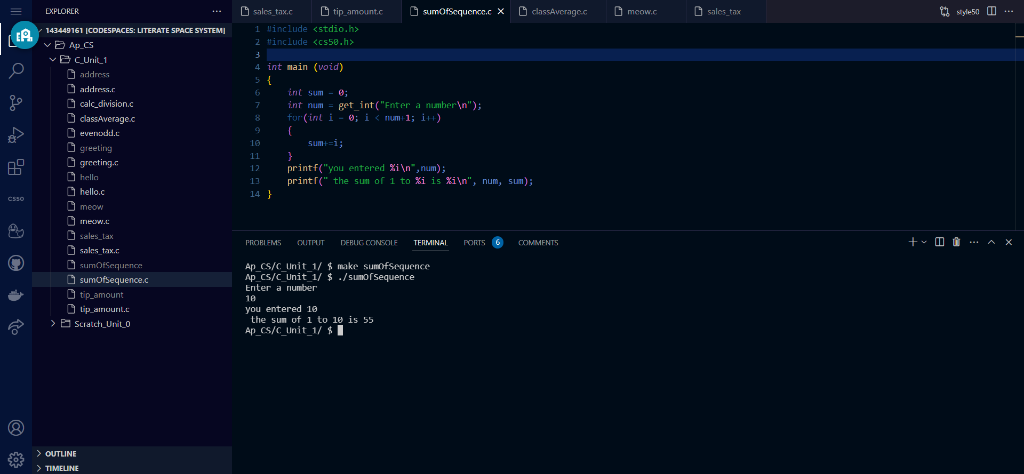 EXPLORER
143449161 [CODESPACES: LITERATE SPACE SYSTEM]
Ap_CS
C_Unit_1
address
address.c
calc_division.c
classAverage.c
evenodd.c
greeting
greeting.c
hello
hello.c
meow
meow.c
sales_tax
sales_tax.c
sumOfSequence
sumOfSequence.c
tip_amount
tip_amount.c
Scratch_Unit_0
OUTLINE
TIMELINE
CS50
sales_tax.c tip_amount.c sumOfSequence.c classAverage.c meow.c sales_tax style50
1 #include <stdio.h>
2 #include <cs50.h>
3
4 int main (void)
5 {
6 int sum = 0;
7 int num = get_int("Enter a number\n");
8 for(int i = 0; i < num+1; i++)
9 {
10 sum+=i;
11 }
12 printf("you entered %i\n",num);
13 printf(" the sum of 1 to %i is %i\n", num, sum);
14 }
PROBLEMS OUTPUT DEBUG CONSOLE TERMINAL PORTS 6 COMMENTS
Ap_CS/C_Unit_1/ $ make sumOfSequence
Ap_CS/C_Unit_1/ $ ./sumOfSequence
Enter a number
10
you entered 10
the sum of 1 to 10 is 55
Ap_CS/C_Unit_1/ $